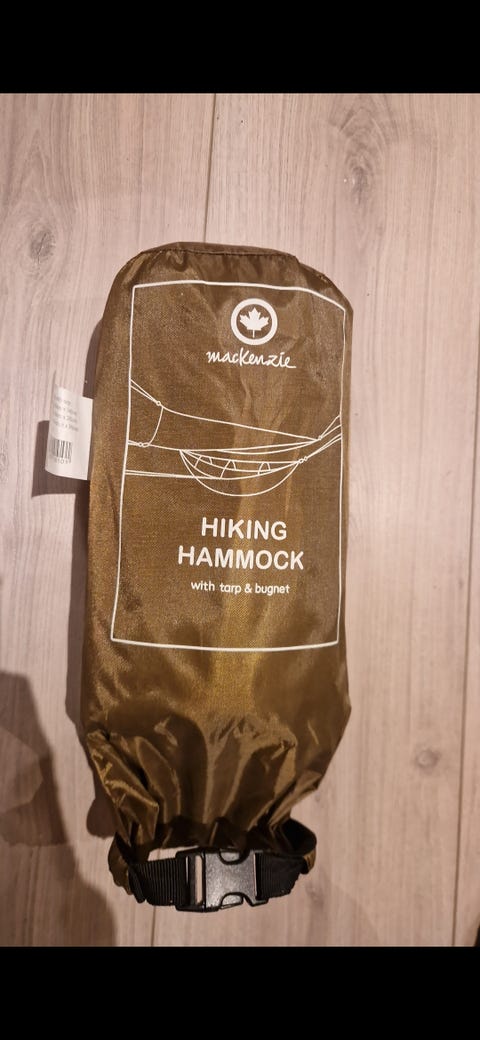 mackenzie
HIKING
HAMMOCK
with tarp & bugnet